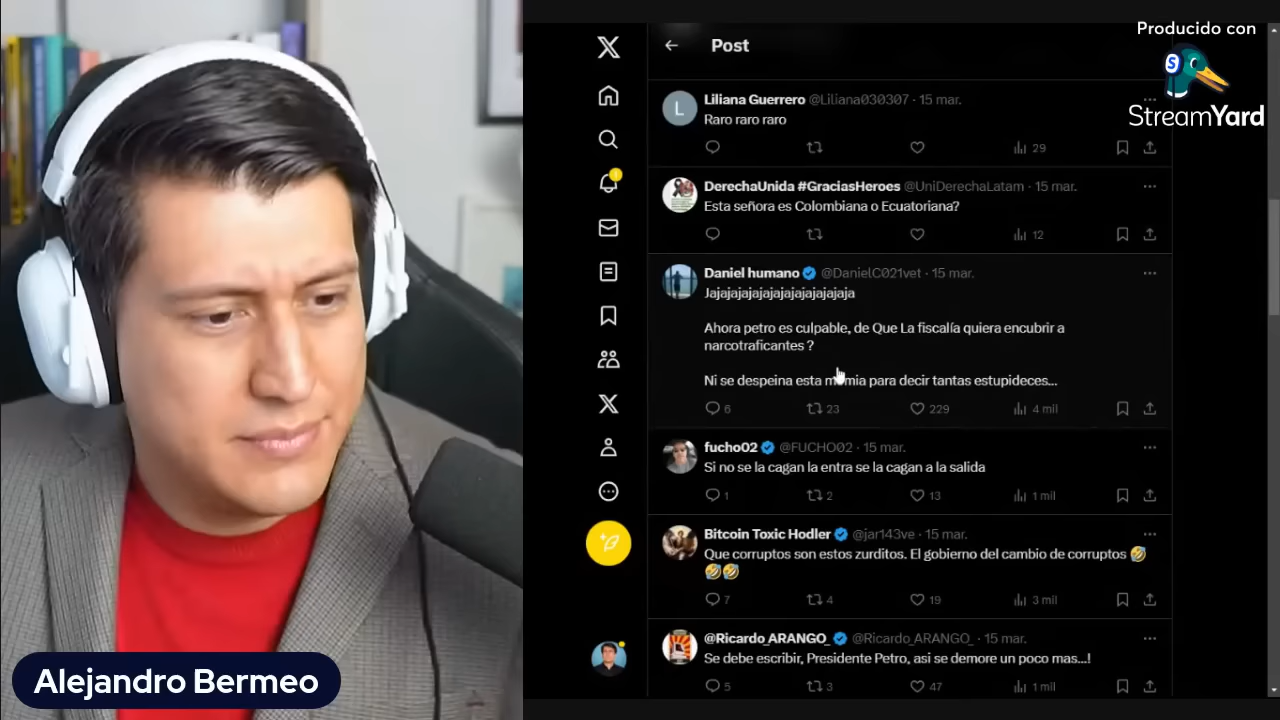 Producido con
StreamYard
Post
Liliana Guerrero @Liliana030307 · 15 mar.
Raro raro raro
29
DerechaUnida #GraciasHeroes @UniDerechaLatam · 15 mar.
Esta señora es Colombiana o Ecuatoriana?
12
Daniel humano @DanielC021vet · 15 mar.
Jajajajajajajajajajajajaja
Ahora petro es culpable, de Que La fiscalía quiera encubrir a
narcotraficantes ?
Ni se despeina esta momia para decir tantas estupideces...
6 23 229 4 mil
fucho02 @FUCHO02 · 15 mar.
Si no se la cagan la entra se la cagan a la salida
1 2 13 1 mil
Bitcoin Toxic Hodler @jar143ve · 15 mar.
Que corruptos son estos zurditos. El gobierno del cambio de corruptos 🤣
🤣🤣
7 4 19 3 mil
@Ricardo_ARANGO_ @Ricardo_ARANGO_ · 15 mar.
Se debe escribir, Presidente Petro, asi se demore un poco mas...!
5 3 47 1 mil
Alejandro Bermeo